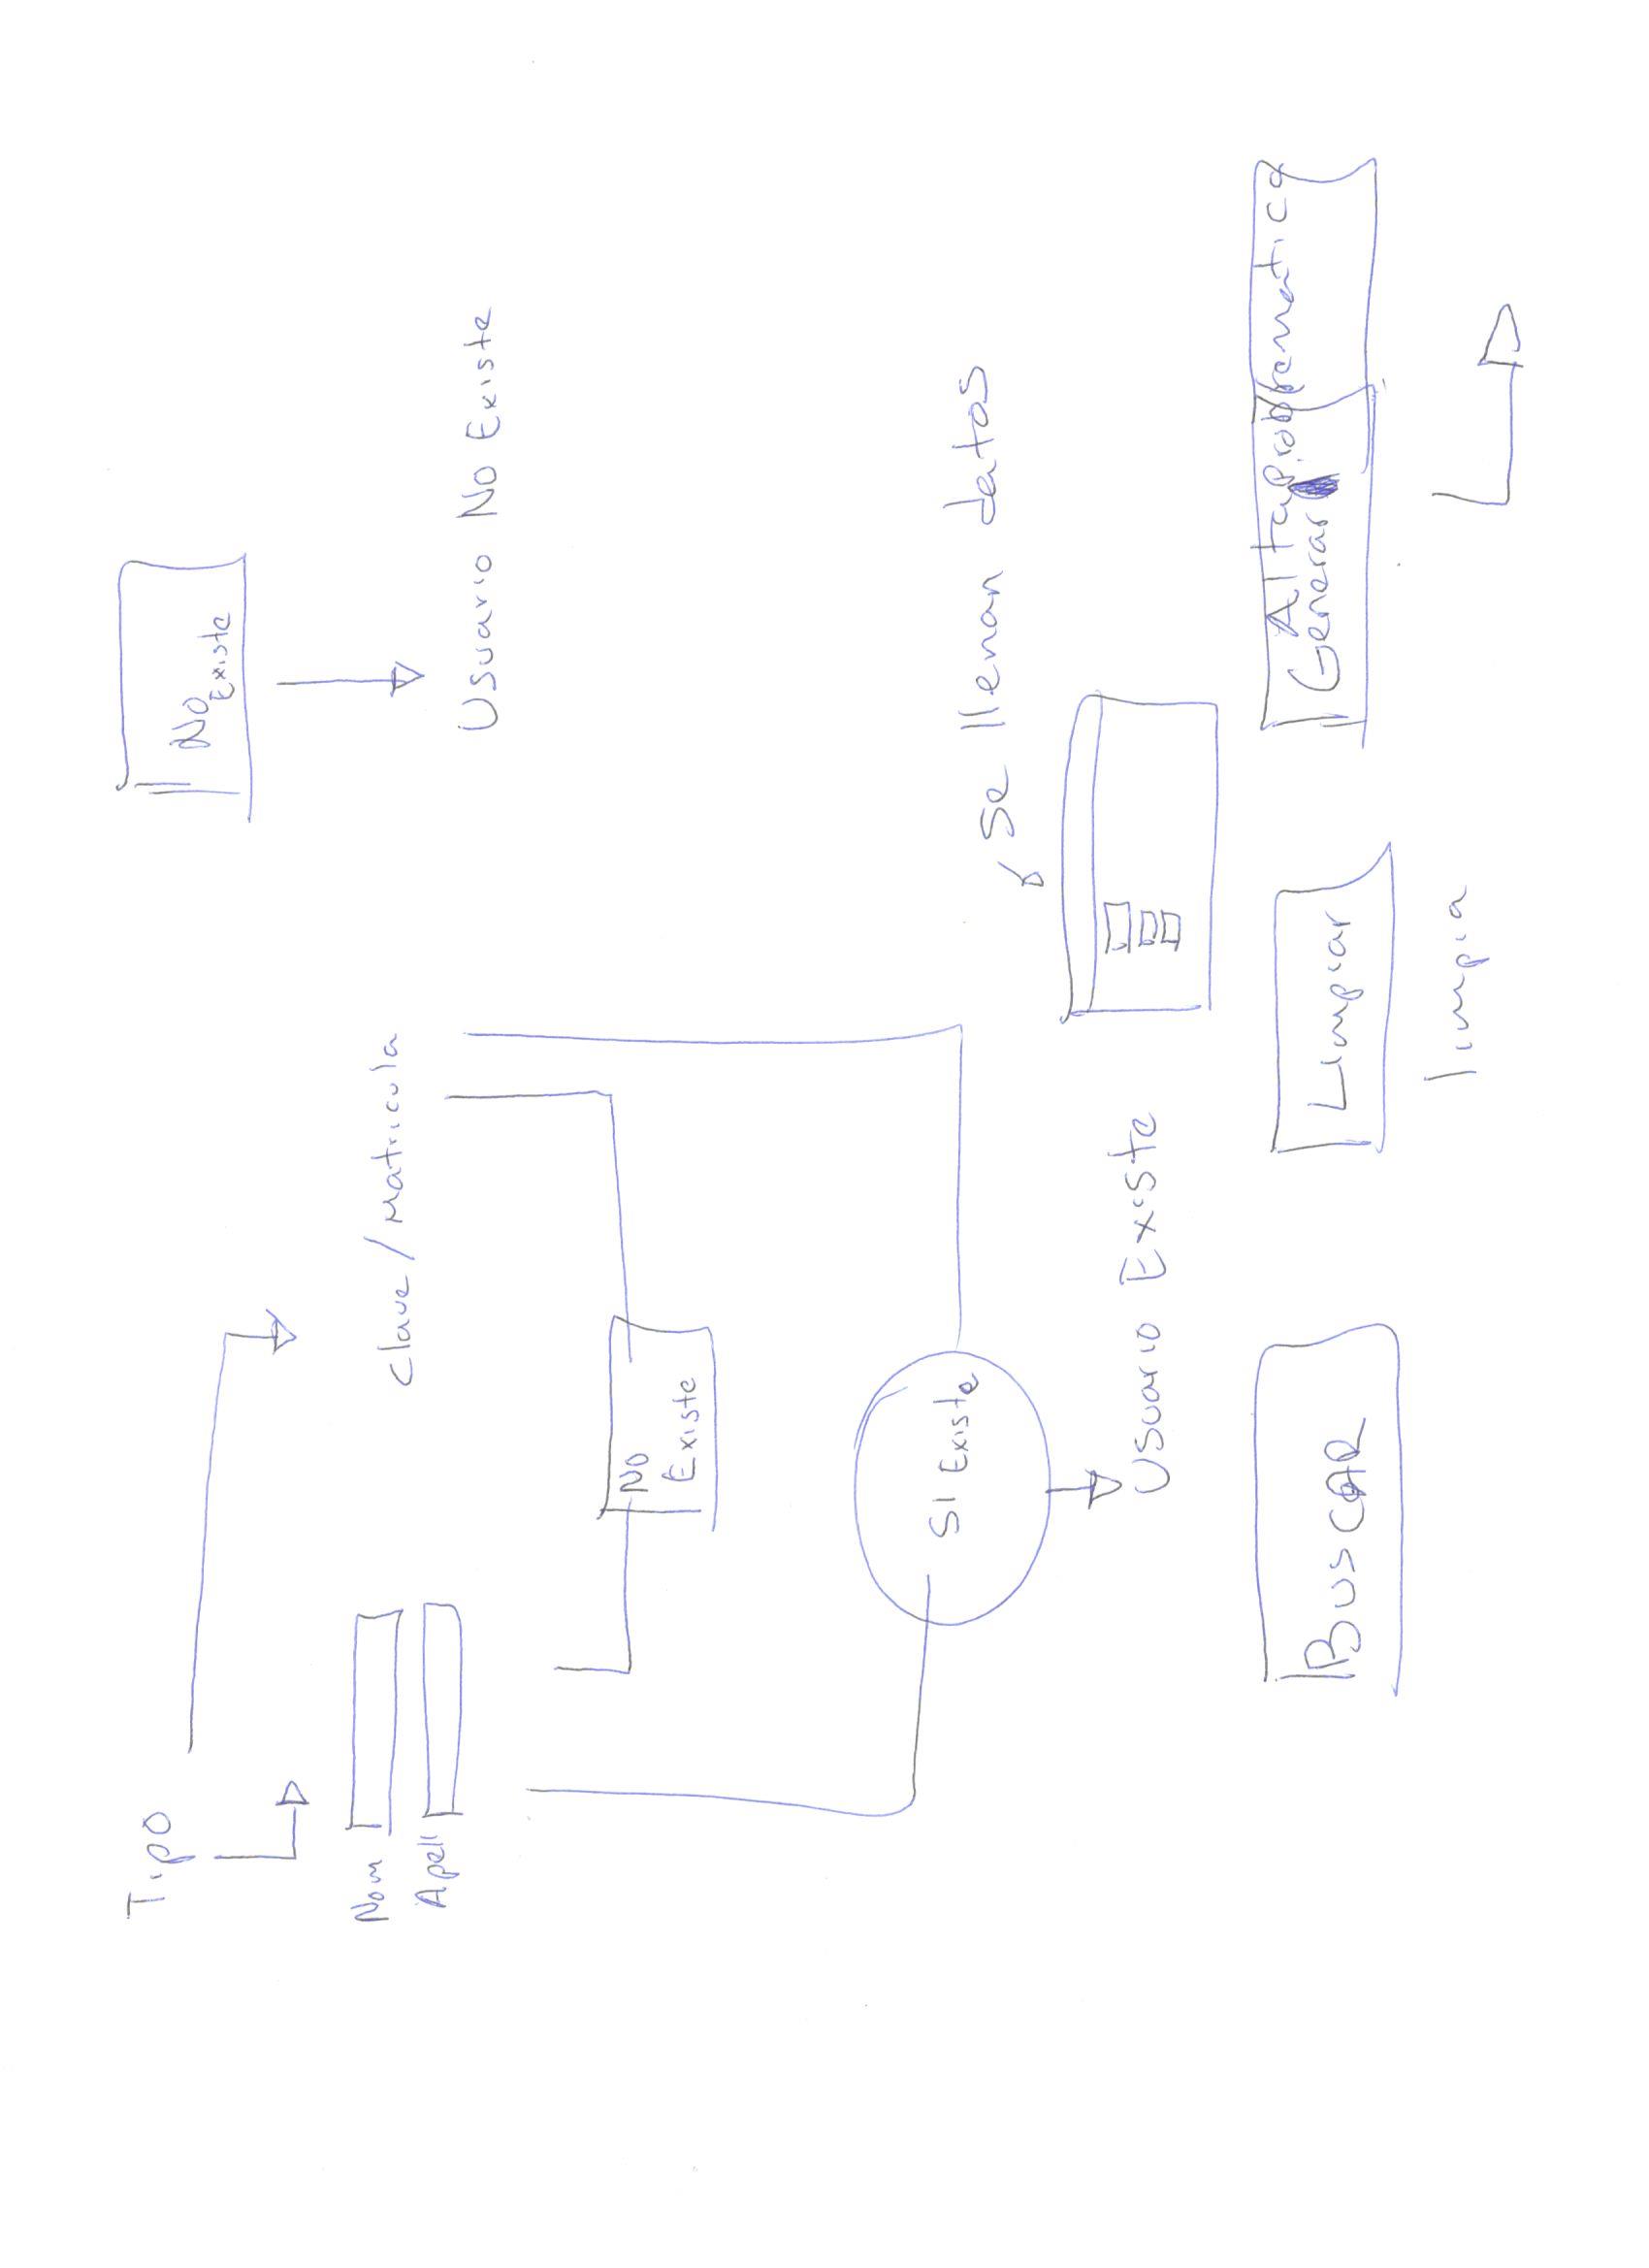 Tipo
No
Existe
Nom
Apell
Clave / Matricula
Usuario No Existe
No
Existe
SI Existe
Se llenan datos
Usuario Existe
BUSCAR
Limpiar
Alta Problematica
Generar
limpia